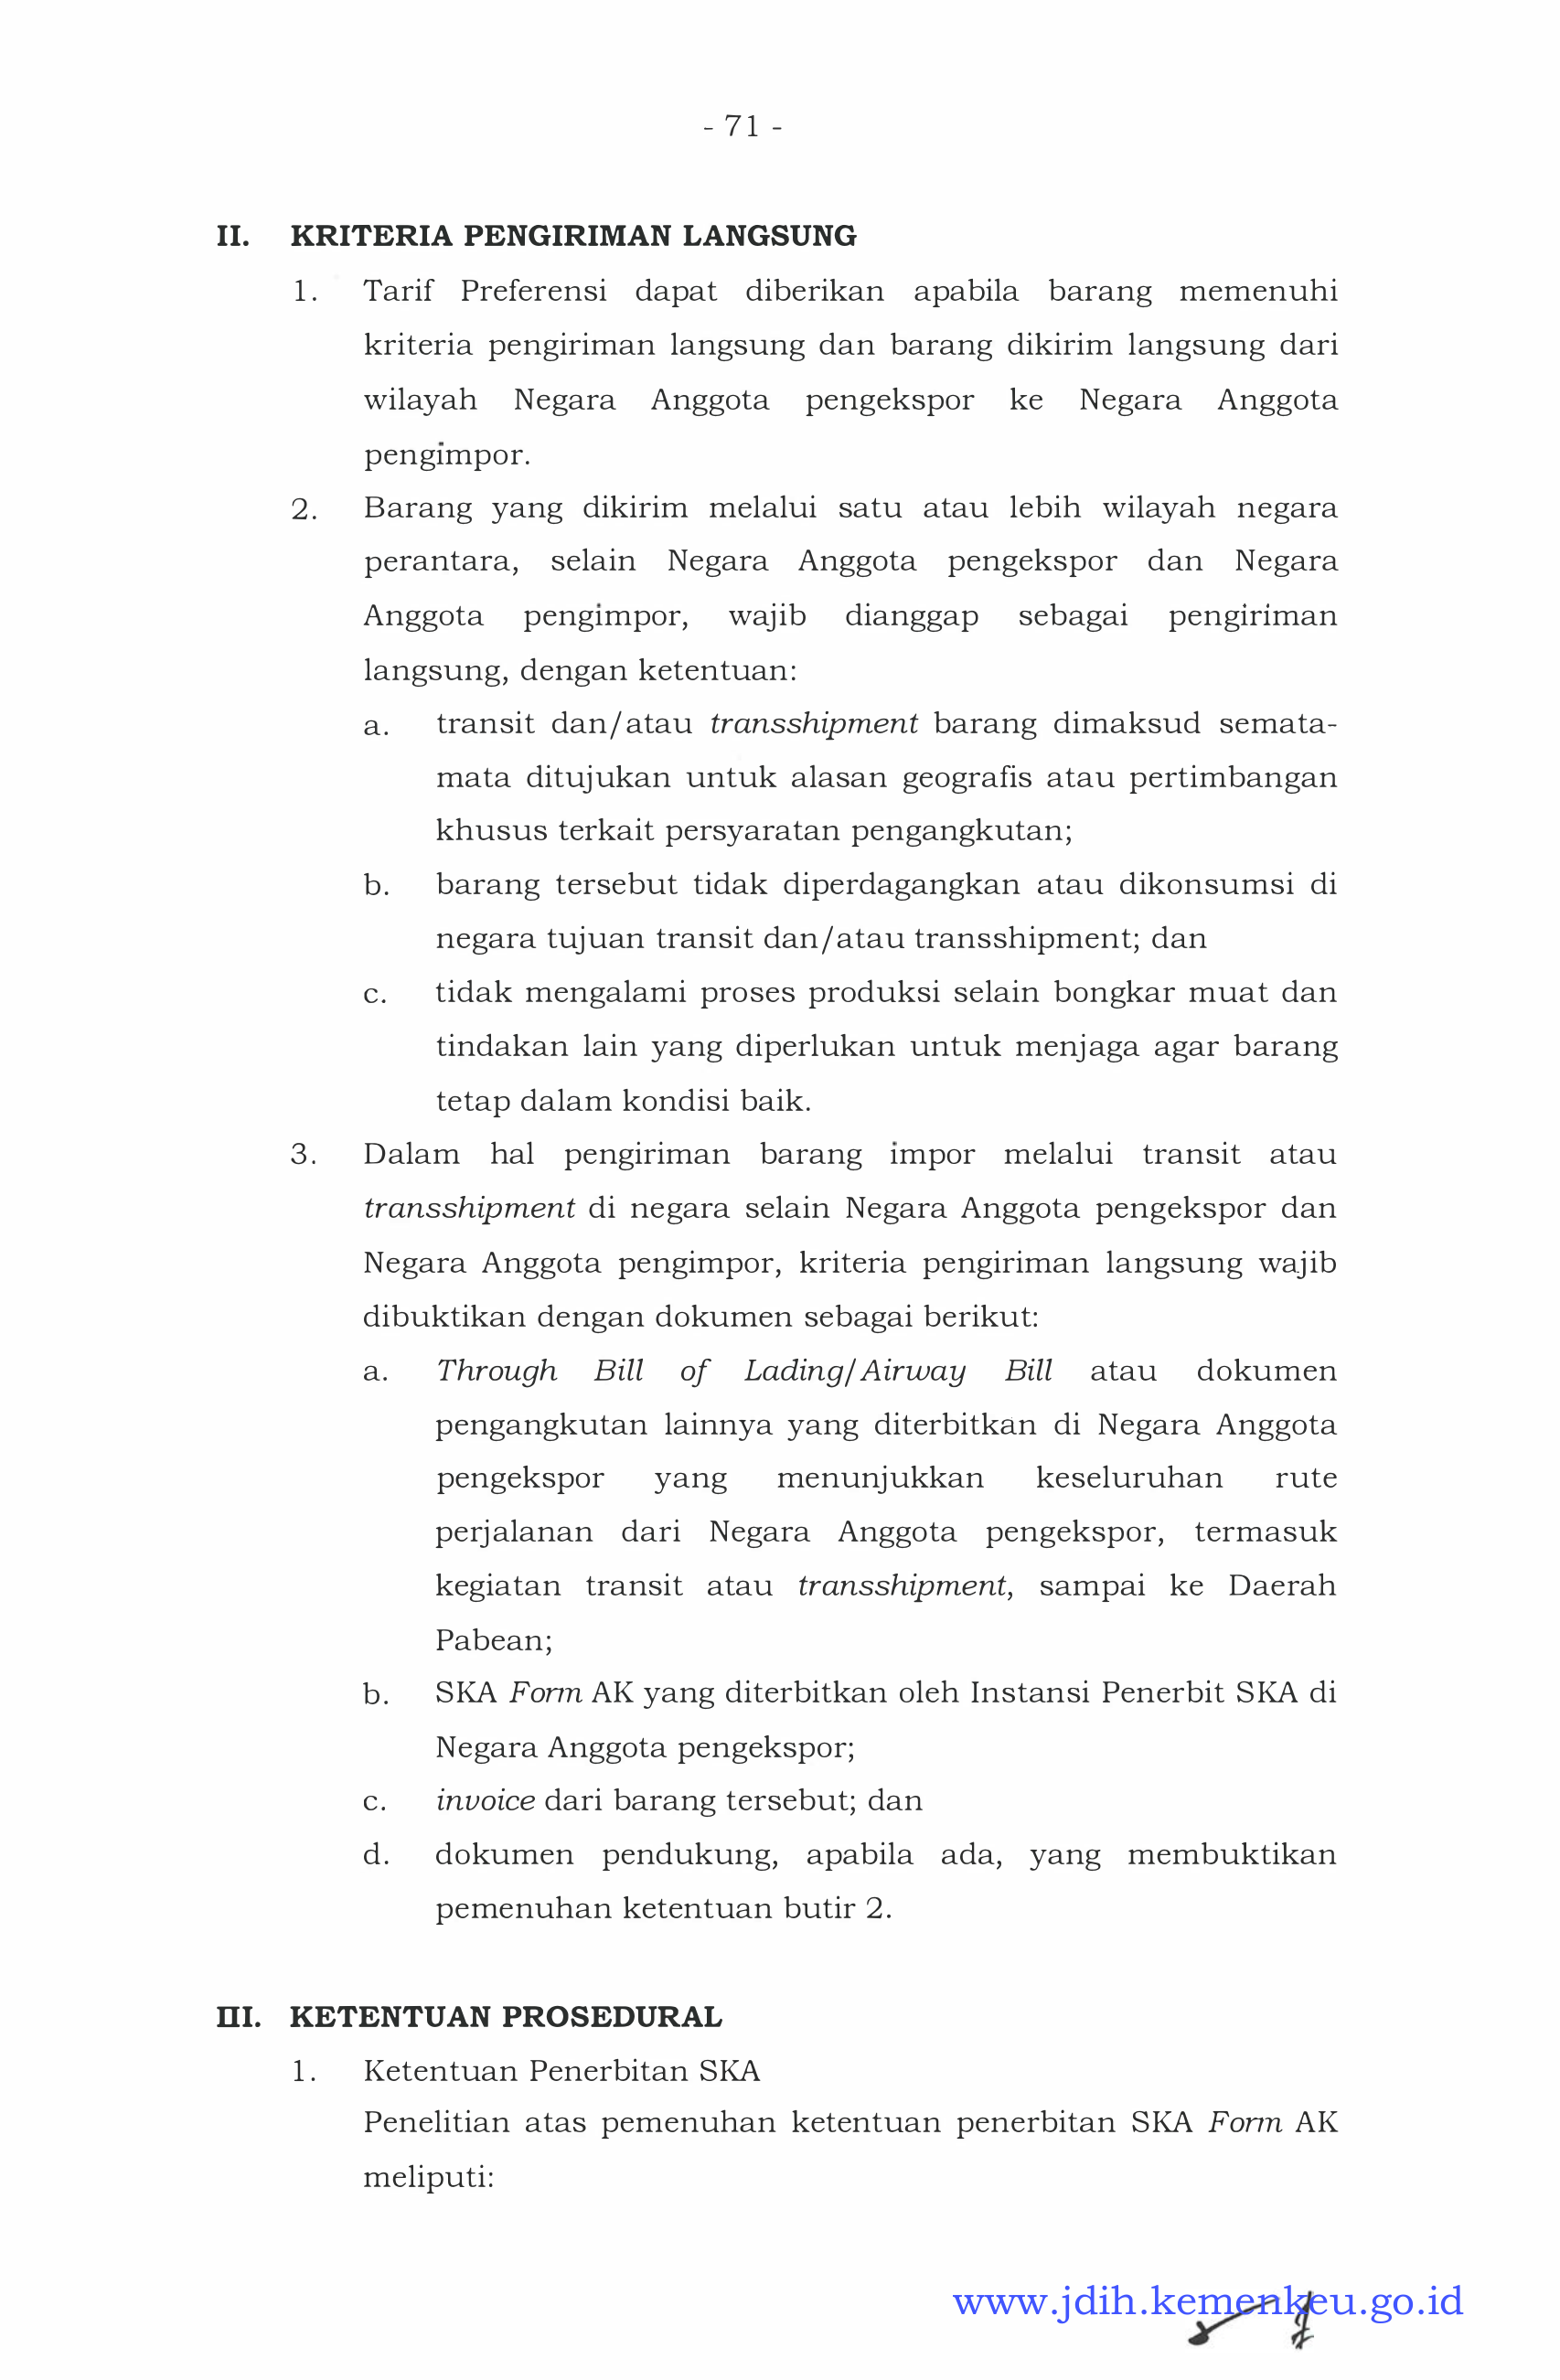 - 71 -
II. KRITERIA PENGIRIMAN LANGSUNG
1. Tarif Preferensi dapat diberikan apabila barang memenuhi
kriteria pengiriman langsung dan barang dikirim langsung dari
wilayah Negara Anggota pengekspor ke Negara Anggota
pengimpor.
2. Barang yang dikirim melalui satu atau lebih wilayah negara
perantara, selain Negara Anggota pengekspor dan Negara
Anggota pengimpor, wajib dianggap sebagai pengiriman
langsung, dengan ketentuan:
a. transit dan/atau transshipment barang dimaksud semata-
mata ditujukan untuk alasan geografis atau pertimbangan
khusus terkait persyaratan pengangkutan;
b. barang tersebut tidak diperdagangkan atau dikonsumsi di
negara tujuan transit dan/atau transshipment; dan
c. tidak mengalami proses produksi selain bongkar muat dan
tindakan lain yang diperlukan untuk menjaga agar barang
tetap dalam kondisi baik.
3. Dalam hal pengiriman barang impor melalui transit atau
transshipment di negara selain Negara Anggota pengekspor dan
Negara Anggota pengimpor, kriteria pengiriman langsung wajib
dibuktikan dengan dokumen sebagai berikut:
a. Through Bill of Lading/Airway Bill atau dokumen
pengangkutan lainnya yang diterbitkan di Negara Anggota
pengekspor yang menunjukkan keseluruhan rute
perjalanan dari Negara Anggota pengekspor, termasuk
kegiatan transit atau transshipment, sampai ke Daerah
Pabean;
b. SKA Form AK yang diterbitkan oleh Instansi Penerbit SKA di
Negara Anggota pengekspor;
c. invoice dari barang tersebut; dan
d. dokumen pendukung, apabila ada, yang membuktikan
pemenuhan ketentuan butir 2.
III. KETENTUAN PROSEDURAL
1. Ketentuan Penerbitan SKA
Penelitian atas pemenuhan ketentuan penerbitan SKA Form AK
meliputi:
www.jdih.kemenkeu.go.id